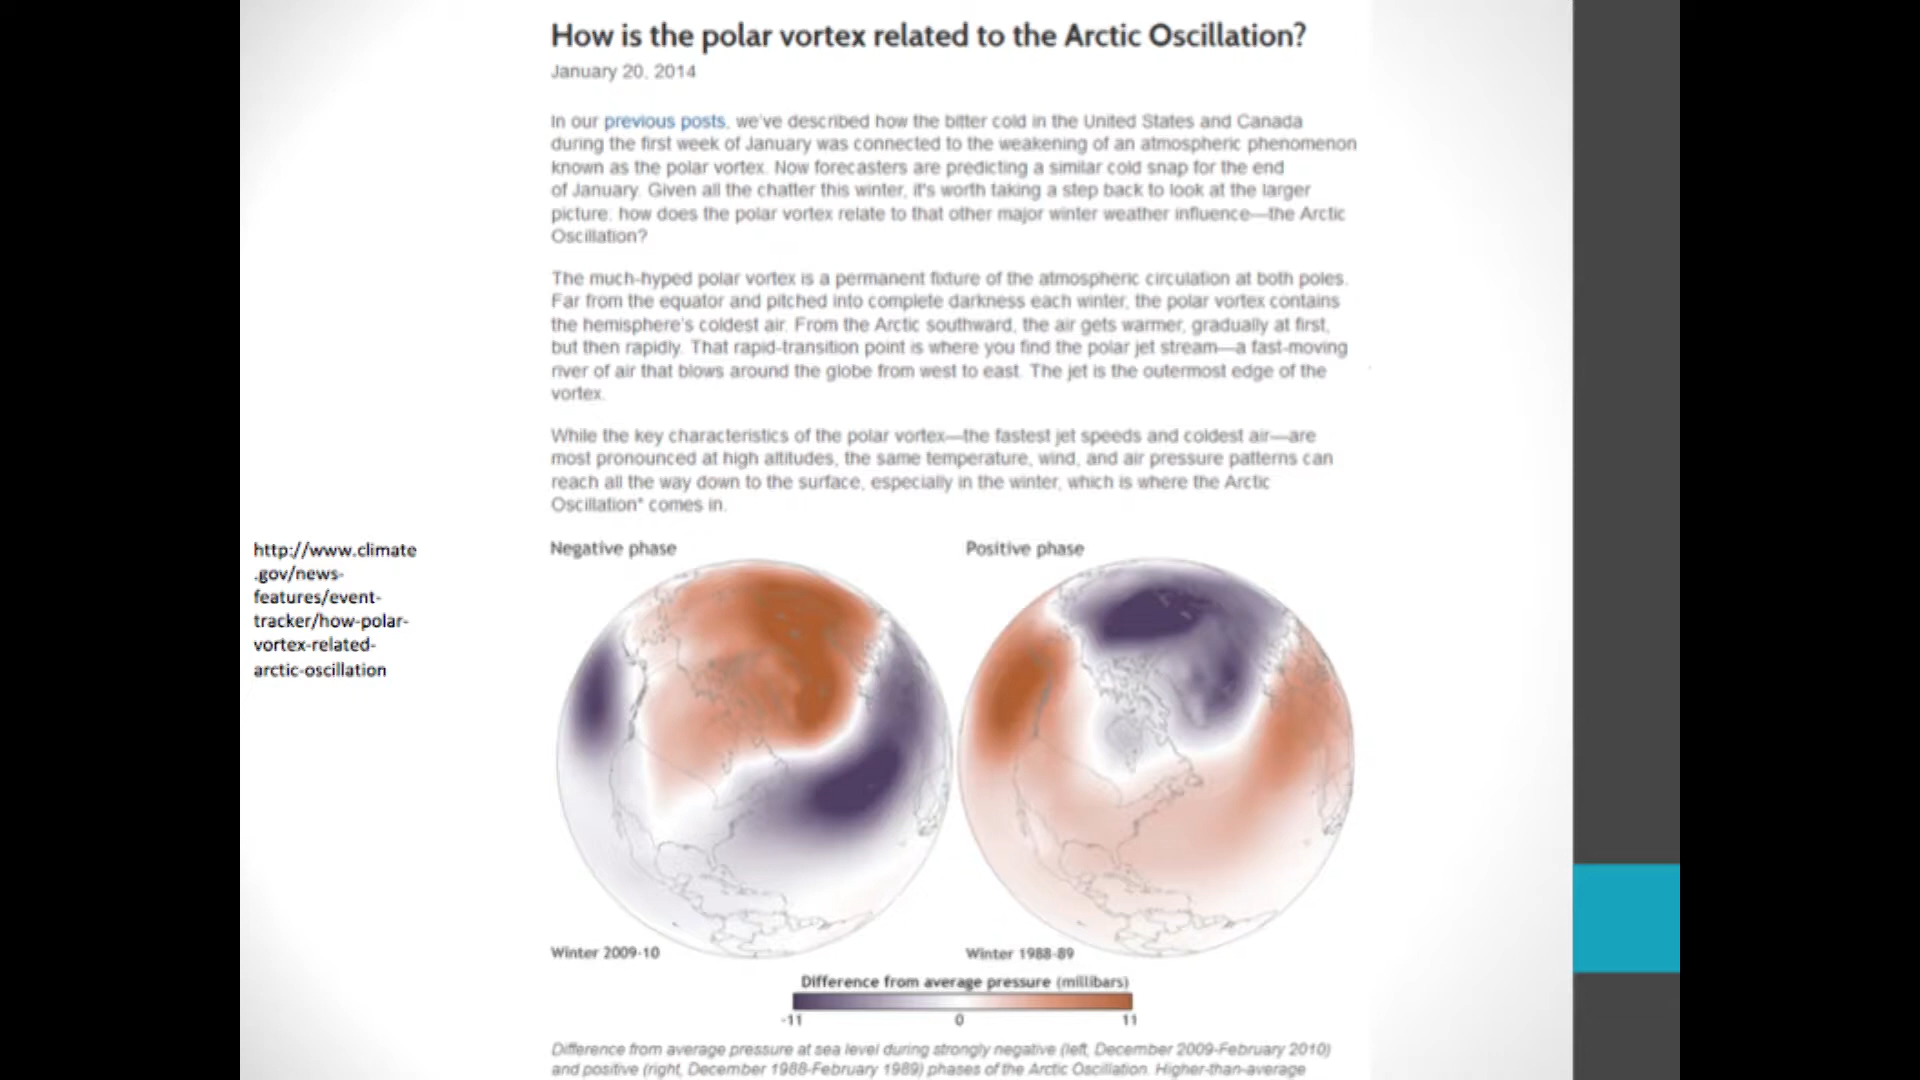 How is the polar vortex related to the Arctic Oscillation?
January 20, 2014
In our previous posts, we've described how the bitter cold in the United States and Canada
during the first week of January was connected to the weakening of an atmospheric phenomenon
known as the polar vortex. Now forecasters are predicting a similar cold snap for the end
of January. Given all the chatter this winter, it's worth taking a step back to look at the larger
picture: how does the polar vortex relate to that other major winter weather influence—the Arctic
Oscillation?
The much-hyped polar vortex is a permanent fixture of the atmospheric circulation at both poles.
Far from the equator and pitched into complete darkness each winter, the polar vortex contains
the hemisphere's coldest air. From the Arctic southward, the air gets warmer, gradually at first,
but then rapidly. That rapid-transition point is where you find the polar jet stream—a fast-moving
river of air that blows around the globe from west to east. The jet is the outermost edge of the
vortex.
While the key characteristics of the polar vortex—the fastest jet speeds and coldest air—are
most pronounced at high altitudes, the same temperature, wind, and air pressure patterns can
reach all the way down to the surface, especially in the winter, which is where the Arctic
Oscillation* comes in.
http://www.climate
.gov/news-
features/event-
tracker/how-polar-
vortex-related-
arctic-oscillation
Negative phase
Positive phase
Winter 2009-10
Winter 1988-89
Difference from average pressure (millibars)
-11
0
11
Difference from average pressure at sea level during strongly negative (left, December 2009-February 2010)
and positive (right, December 1988-February 1989) phases of the Arctic Oscillation. Higher-than-average